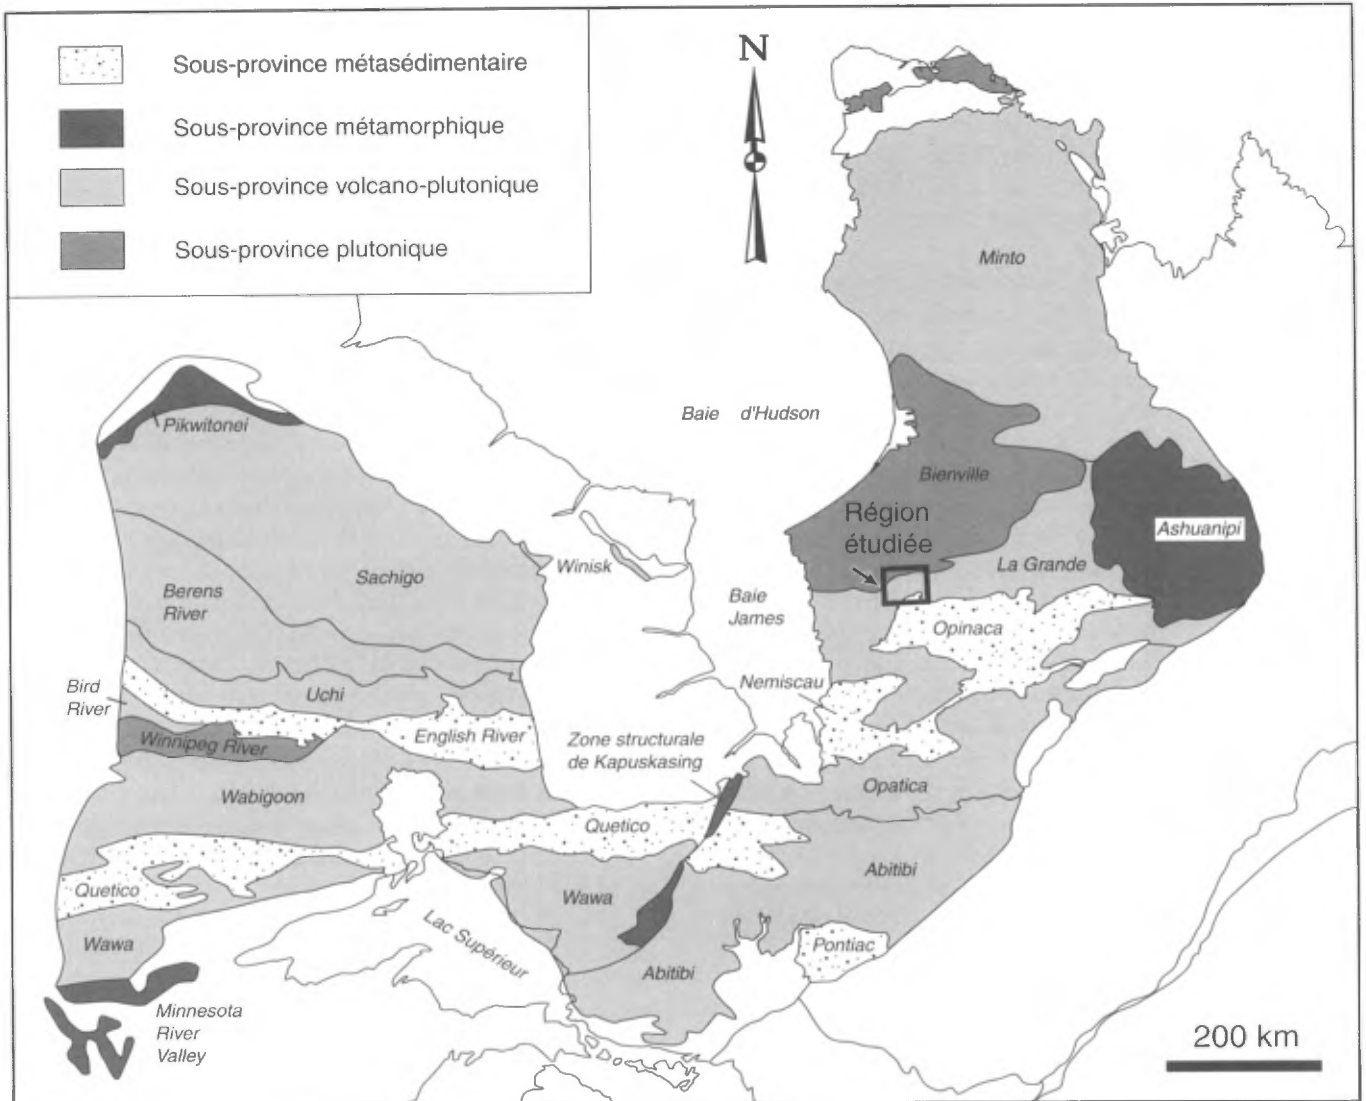 Sous-province métasédimentaire
Sous-province métamorphique
Sous-province volcano-plutonique
Sous-province plutonique
N
Minto
Pikwitonei
Baie d'Hudson
Bienville
Région
étudiée
Ashuanipi
Sachigo
Winisk
La Grande
Berens
River
Baie
James
Opinaca
Bird
River
Uchi
Nemiscau
Winnipeg River
English River
Zone structurale
de Kapuskasing
Wabigoon
Opatica
Quetico
Abitibi
Quetico
Wawa
Wawa
Lac Supérieur
Pontiac
Abitibi
Minnesota
River
Valley
200 km